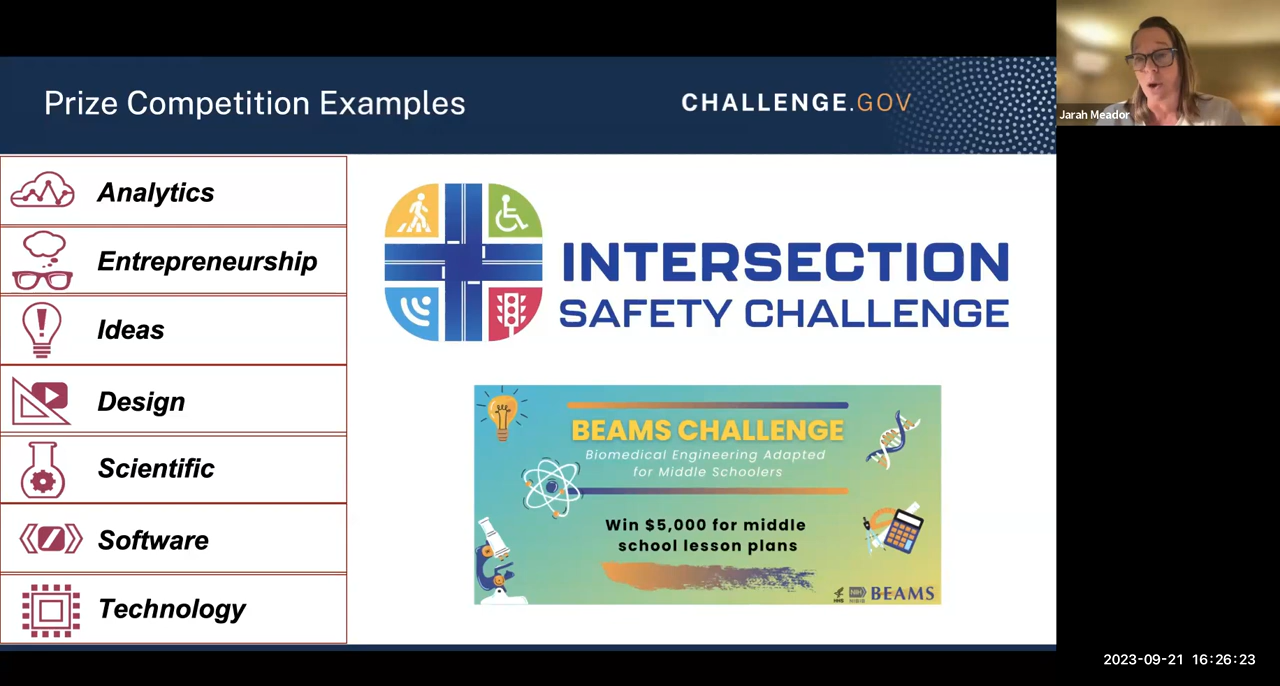 Prize Competition Examples
CHALLENGE.GOV
Jarah Meador
Analytics
Entrepreneurship
Ideas
Design
Scientific
Software
Technology
INTERSECTION
SAFETY CHALLENGE
BEAMS CHALLENGE
Biomedical Engineering Adapted
for Middle Schoolers
Win $5,000 for middle
school lesson plans
NIH
BEAMS
2023-09-21 16:26:23